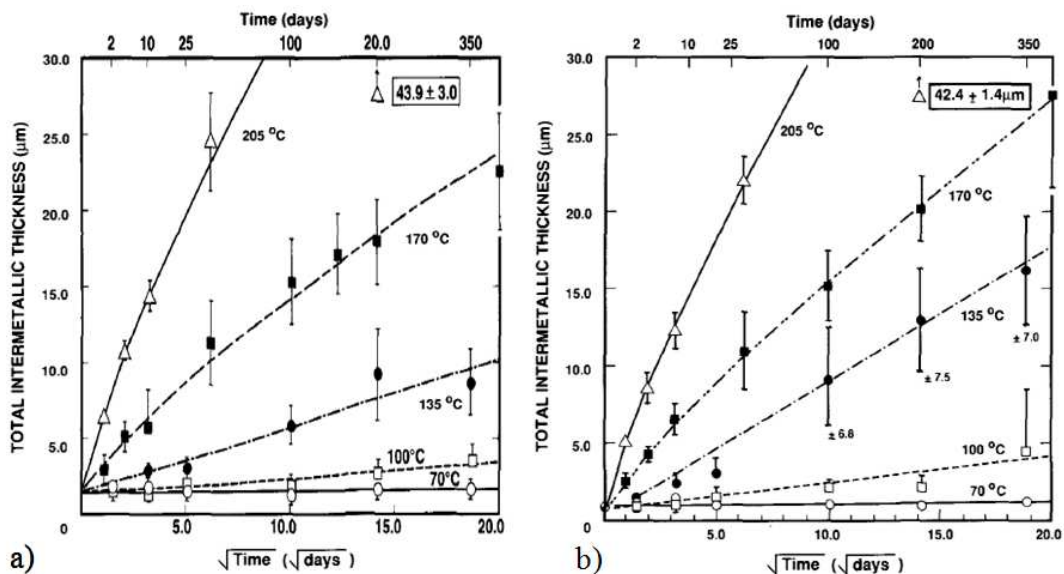 Time (days)
2 10 25 100 20.0 350
30.0
25.0
20.0
15.0
10.0
5.0
0
TOTAL INTERMETALLIC THICKNESS (μm)
43.9 ± 3.0
205 °C
170 °C
135 °C
100°C
70°C
5.0 10.0 15.0 20.0
√Time (√days)
a)
Time (days)
2 10 25 100 200 350
30.0
25.0
20.0
15.0
10.0
5.0
0
TOTAL INTERMETALLIC THICKNESS (μm)
42.4 ± 1.4μm
205 °C
170 °C
135 °C
± 7.0
± 7.5
± 6.6
100 °C
70 °C
5.0 10.0 15.0 20.0
√Time (√days)
b)